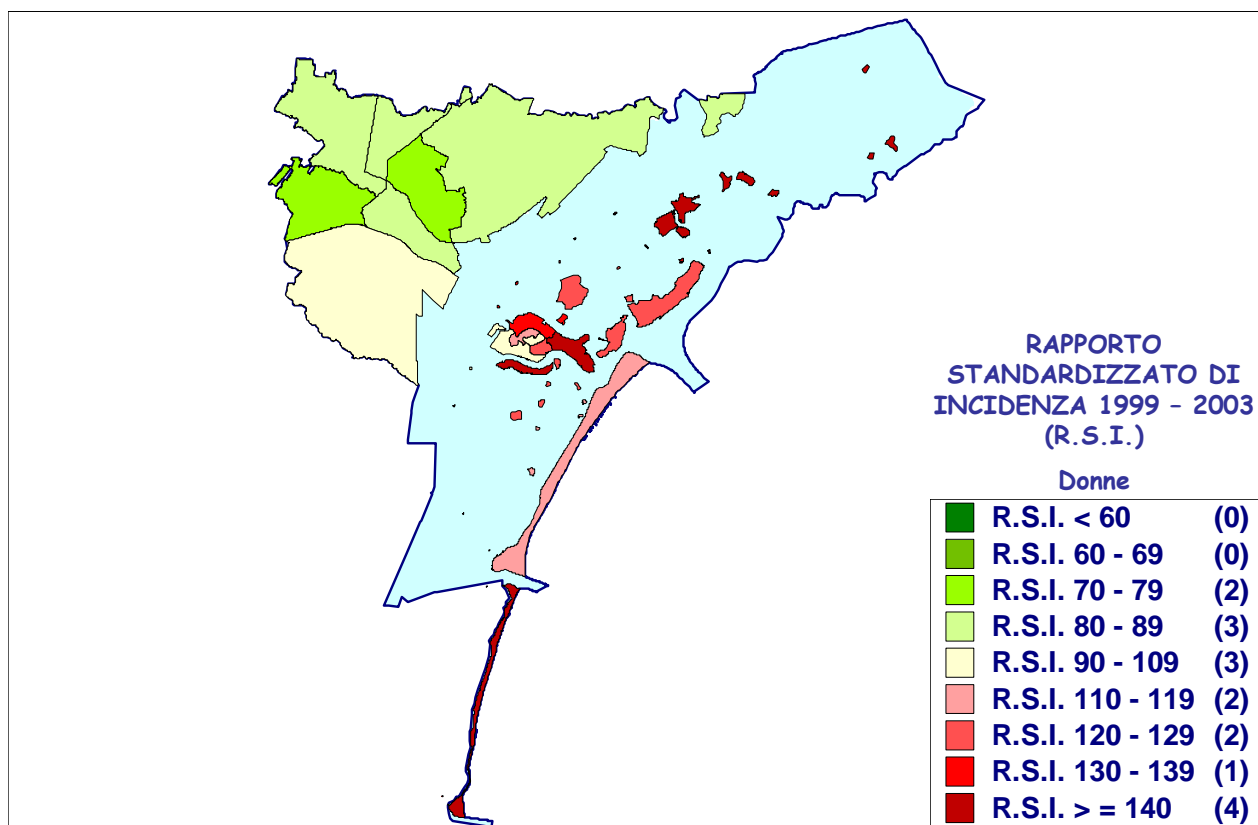 RAPPORTO
STANDARDIZZATO DI
INCIDENZA 1999 – 2003
(R.S.I.)
Donne
R.S.I. < 60 (0)
R.S.I. 60 - 69 (0)
R.S.I. 70 - 79 (2)
R.S.I. 80 - 89 (3)
R.S.I. 90 - 109 (3)
R.S.I. 110 - 119 (2)
R.S.I. 120 - 129 (2)
R.S.I. 130 - 139 (1)
R.S.I. > = 140 (4)